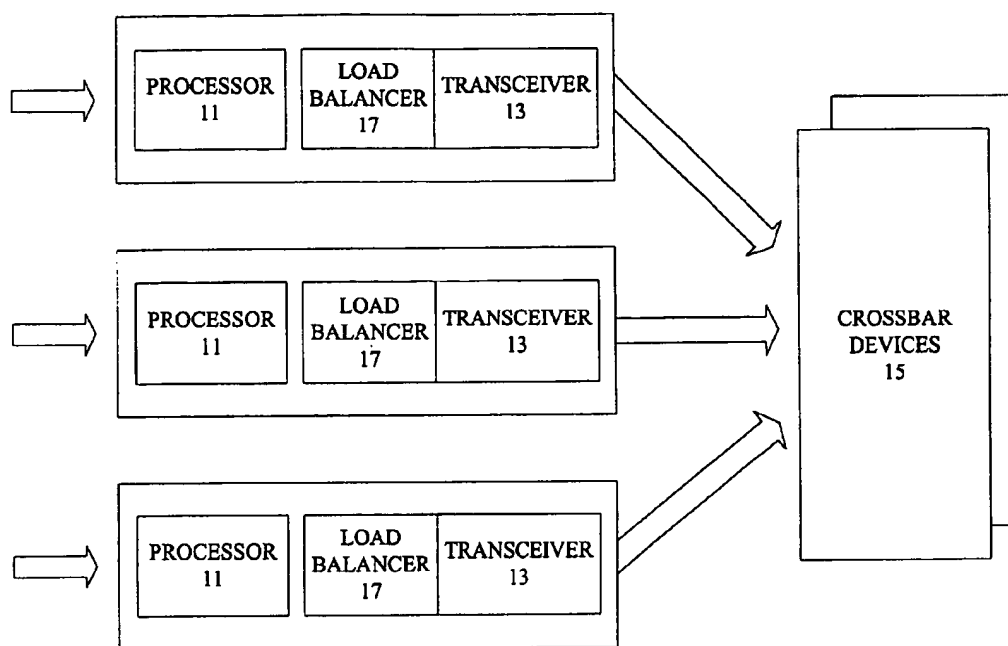 PROCESSOR
11
LOAD
BALANCER
17
TRANSCEIVER
13
PROCESSOR
11
LOAD
BALANCER
17
TRANSCEIVER
13
CROSSBAR
DEVICES
15
PROCESSOR
11
LOAD
BALANCER
17
TRANSCEIVER
13